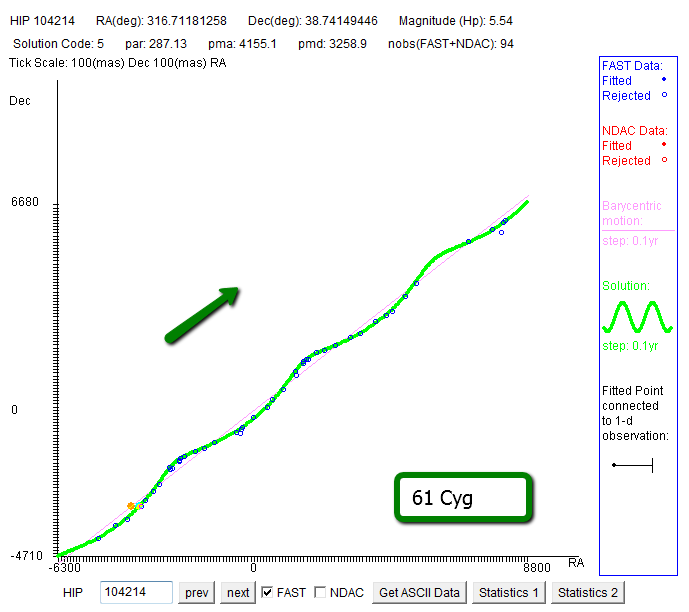 HIP 104214 RA(deg): 316.71181258 Dec(deg): 38.74149446 Magnitude (Hp): 5.54
Solution Code: 5 par: 287.13 pma: 4155.1 pmd: 3258.9 nobs(FAST+NDAC): 94
Tick Scale: 100(mas) Dec 100(mas) RA
Dec
6680
0
-4710
-6300
0
8800
RA
61 Cyg
FAST Data:
Fitted
Rejected
NDAC Data:
Fitted
Rejected
Barycentric
motion:
step: 0.1yr
Solution:
step: 0.1yr
Fitted Point
connected
to 1-d
observation:
HIP 104214 prev next FAST NDAC Get ASCII Data Statistics 1 Statistics 2